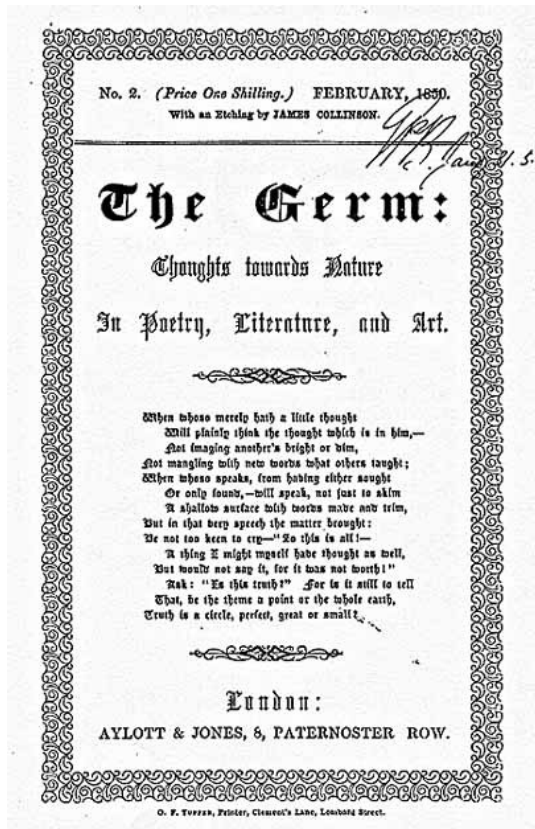 No. 2. (Price One Shilling.) FEBRUARY, 1850.
With an Etching by JAMES COLLINSON.
The Germ:
Thoughts towards Nature
In Poetry, Literature, and Art.
When whoso merely hath a little thought
Will plainly think the thought which is in him,—
Not imaging another's bright or dim,
Not mangling with new words what others taught;
When whoso speaks, from having either sought
Or only found,—will speak, not just to skim
A shallow surface with words made and trim,
But in that very speech the matter brought:
Be not too keen to cry—"So this is all!—
A thing I might myself have thought as well,
But would not say it, for it was not worth!"
Ask: "Is this truth?" For is it still to tell
That, be the theme a point or the whole earth,
Truth is a circle, perfect, great or small?
London:
AYLOTT & JONES, 8, PATERNOSTER ROW.
G. F. TUPPER, Printer, Clement's Lane, Lombard Street.